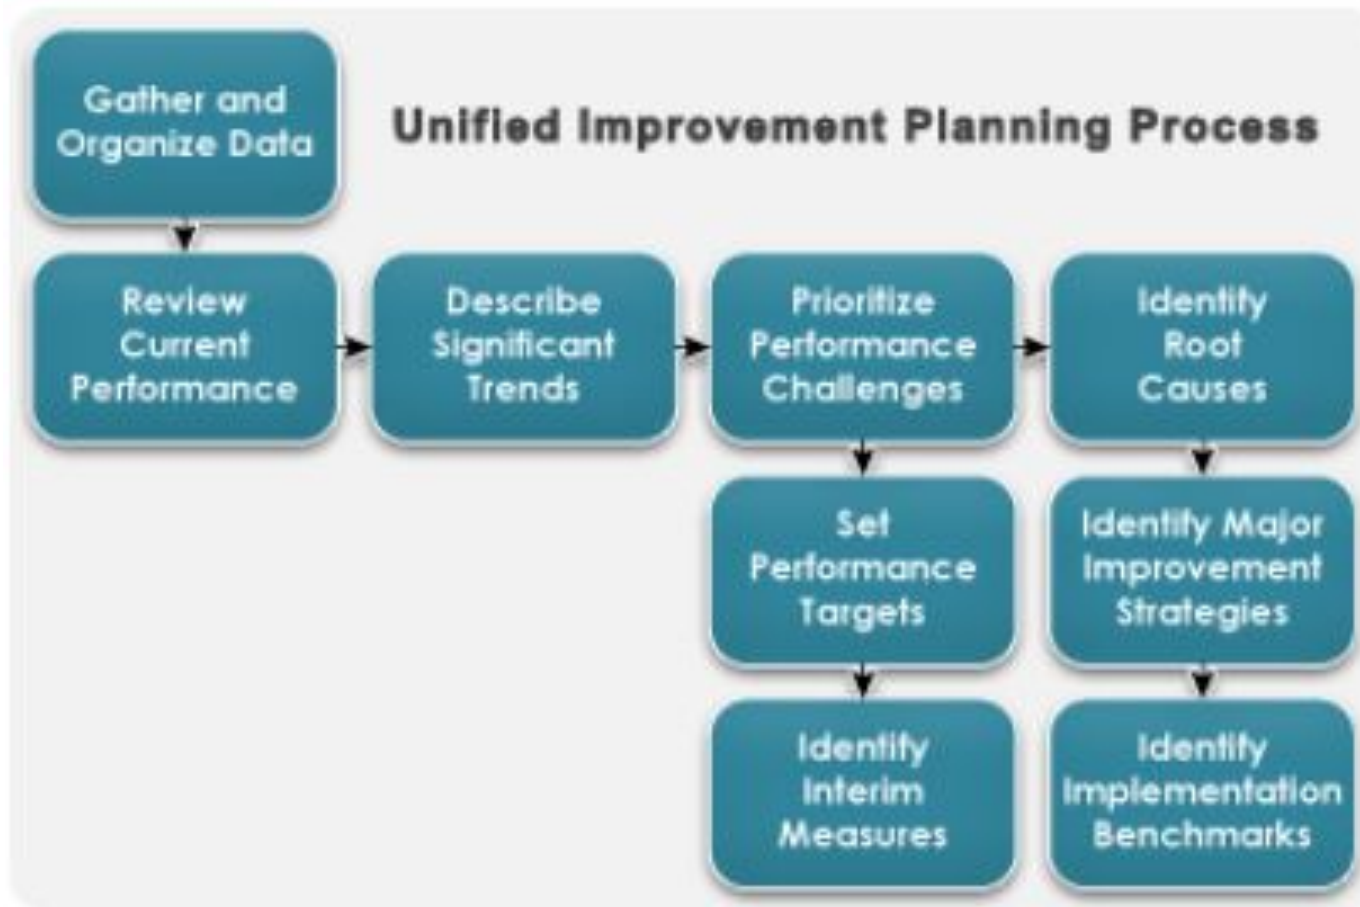 Gather and
Organize Data
Unified Improvement Planning Process
Review
Current
Performance
Describe
Significant
Trends
Prioritize
Performance
Challenges
Identify
Root
Causes
Set
Performance
Targets
Identify Major
Improvement
Strategies
Identify
Interim
Measures
Identify
Implementation
Benchmarks